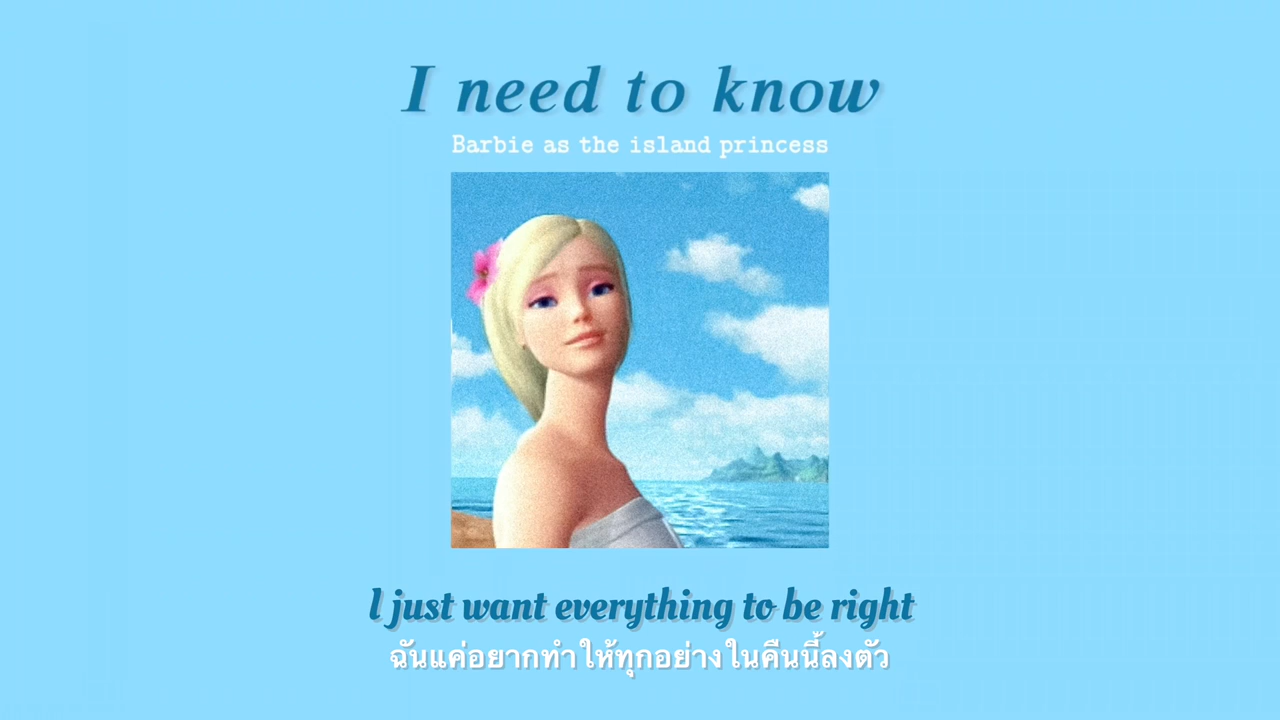 I need to know
Barbie as the island princess
I just want everything to be right
ฉันแค่อยากทำให้ทุกอย่างในคืนนี้ลงตัว